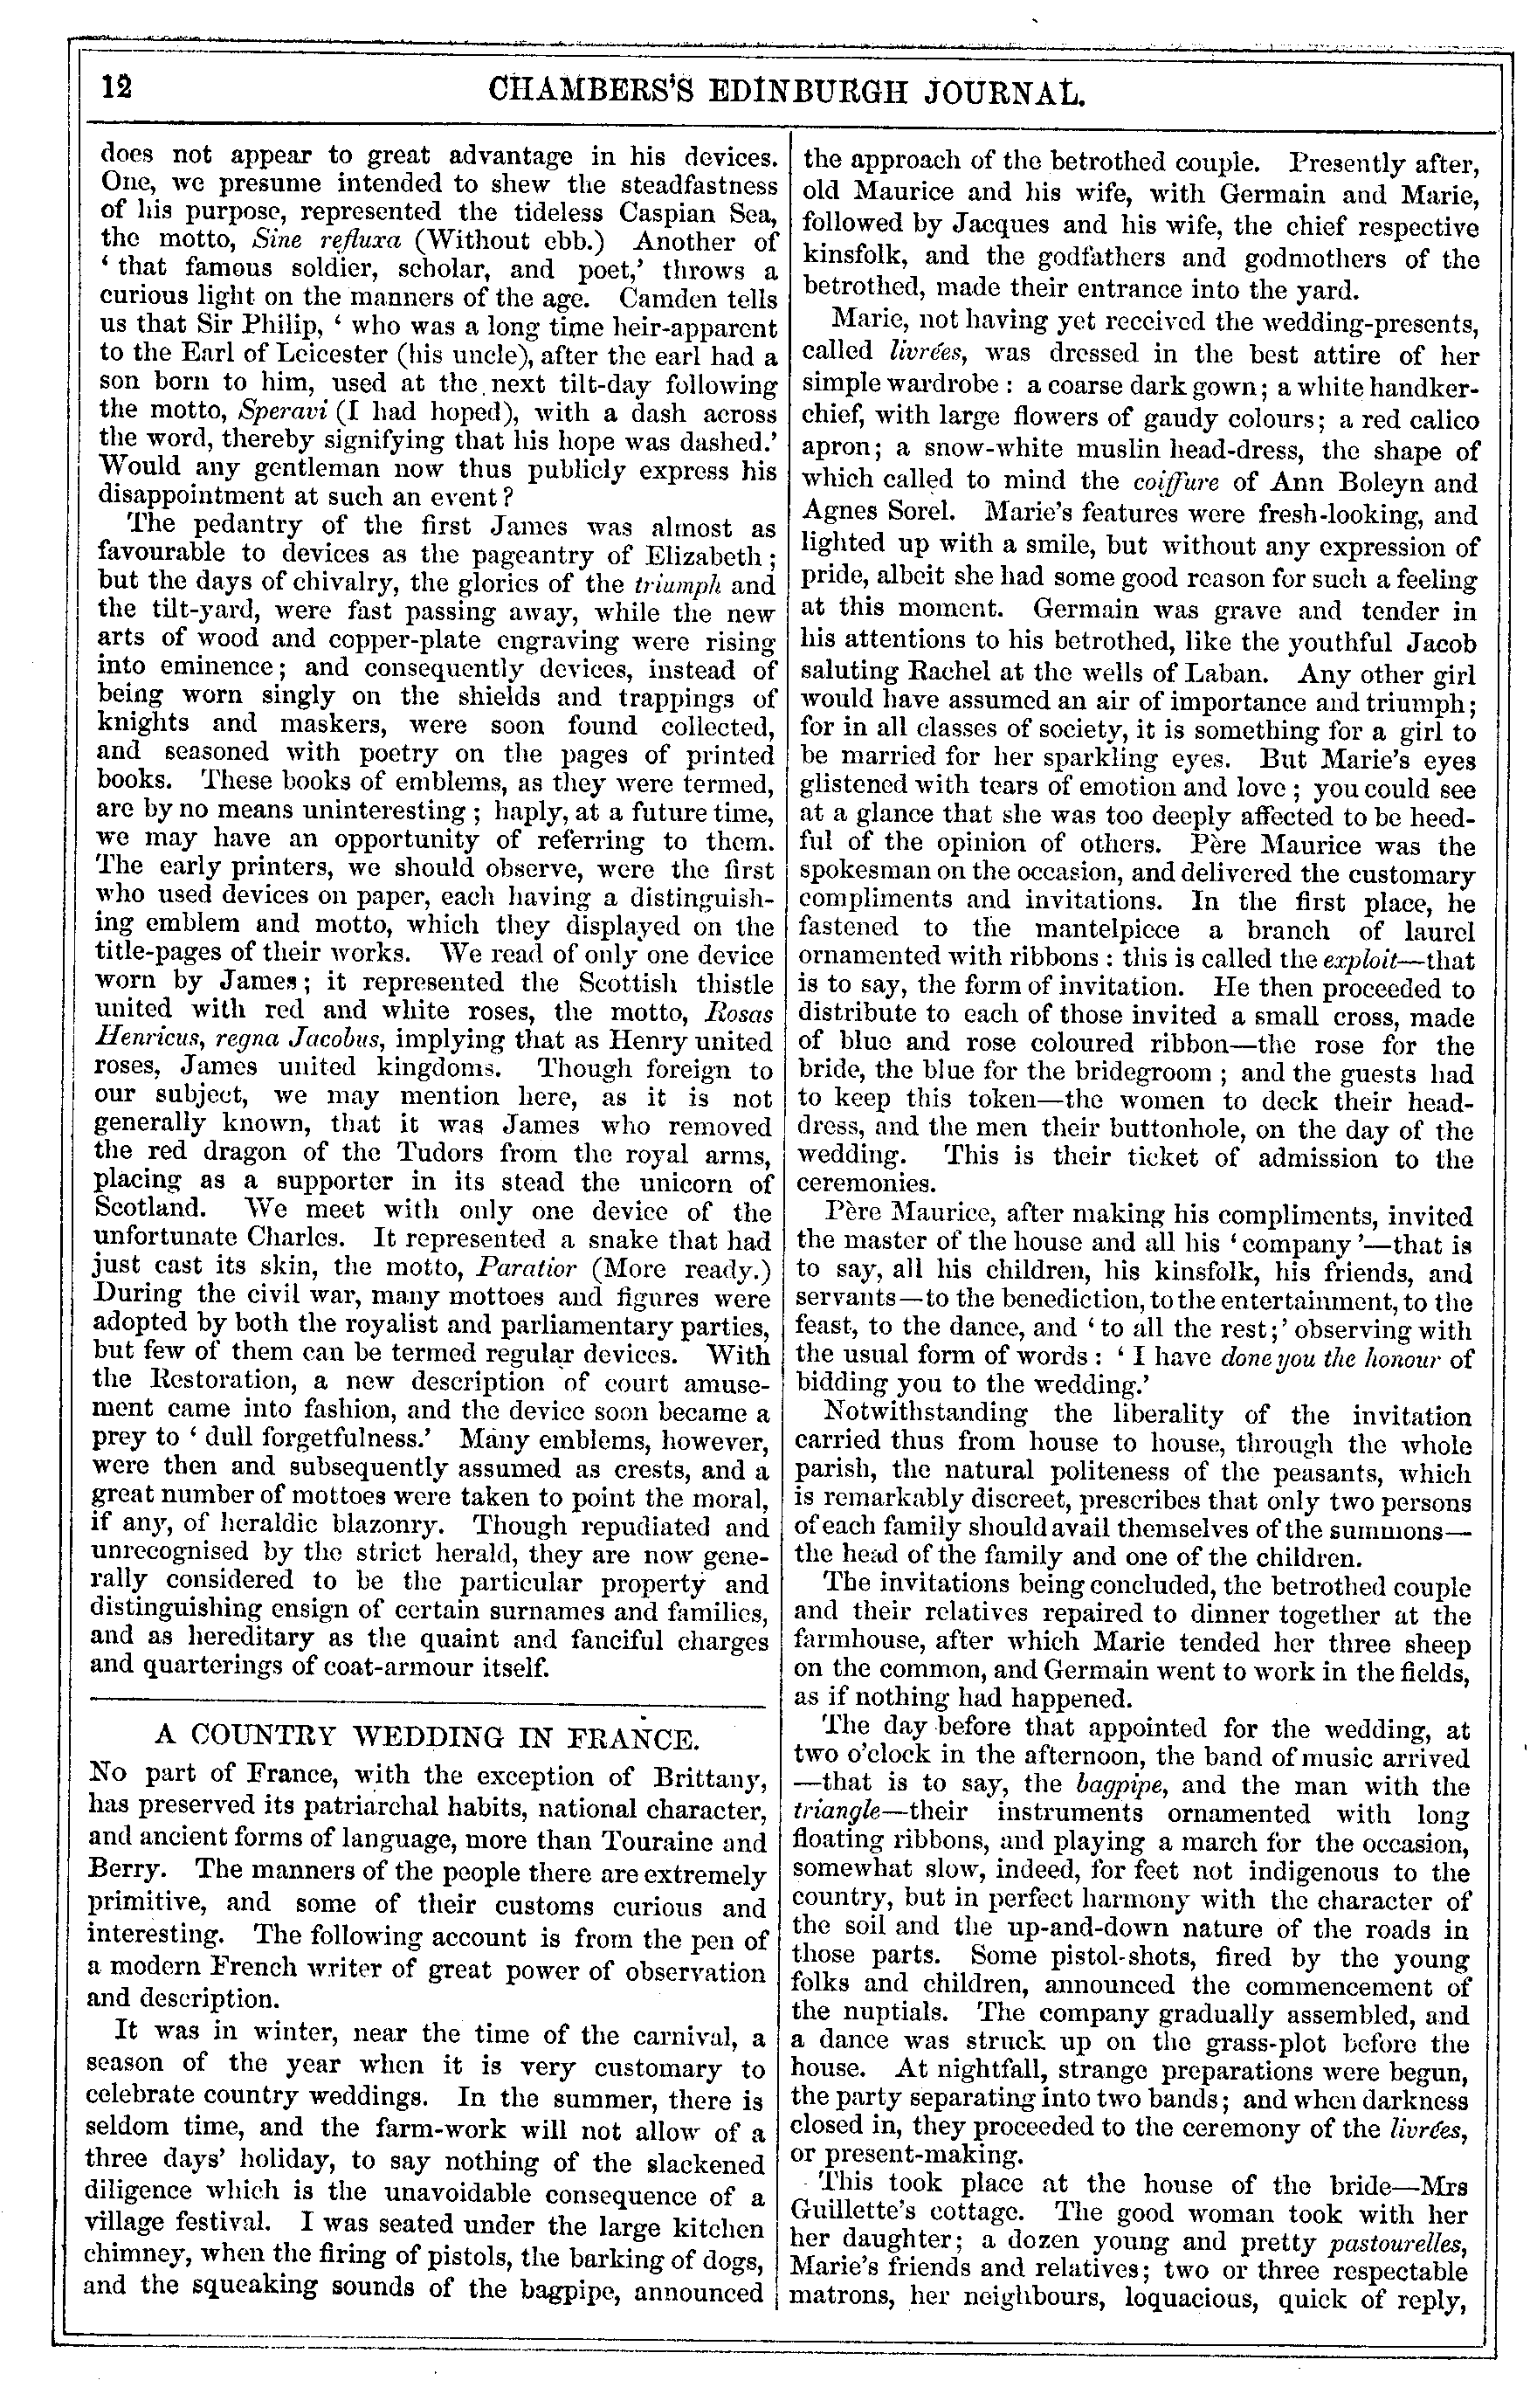 12
CHAMBERS'S EDINBURGH JOURNAL.
does not appear to great advantage in his devices.
One, we presume intended to shew the steadfastness
of his purpose, represented the tideless Caspian Sea,
the motto, Sine refluxa (Without ebb.) Another of
‘ that famous soldier, scholar, and poet,’ throws a
curious light on the manners of the age. Camden tells
us that Sir Philip, ‘ who was a long time heir-apparent
to the Earl of Leicester (his uncle), after the earl had a
son born to him, used at the next tilt-day following
the motto, Speravi (I had hoped), with a dash across
the word, thereby signifying that his hope was dashed.’
Would any gentleman now thus publicly express his
disappointment at such an event?
The pedantry of the first James was almost as
favourable to devices as the pageantry of Elizabeth;
but the days of chivalry, the glories of the triumph and
the tilt-yard, were fast passing away, while the new
arts of wood and copper-plate engraving were rising
into eminence; and consequently devices, instead of
being worn singly on the shields and trappings of
knights and maskers, were soon found collected,
and seasoned with poetry on the pages of printed
books. These books of emblems, as they were termed,
are by no means uninteresting; haply, at a future time,
we may have an opportunity of referring to them.
The early printers, we should observe, were the first
who used devices on paper, each having a distinguish-
ing emblem and motto, which they displayed on the
title-pages of their works. We read of only one device
worn by James; it represented the Scottish thistle
united with red and white roses, the motto, Rosas
Henricus, regna Jacobus, implying that as Henry united
roses, James united kingdoms. Though foreign to
our subject, we may mention here, as it is not
generally known, that it was James who removed
the red dragon of the Tudors from the royal arms,
placing as a supporter in its stead the unicorn of
Scotland. We meet with only one device of the
unfortunate Charles. It represented a snake that had
just cast its skin, the motto, Paratior (More ready.)
During the civil war, many mottoes and figures were
adopted by both the royalist and parliamentary parties,
but few of them can be termed regular devices. With
the Restoration, a new description of court amuse-
ment came into fashion, and the device soon became a
prey to ‘ dull forgetfulness.’ Many emblems, however,
were then and subsequently assumed as crests, and a
great number of mottoes were taken to point the moral,
if any, of heraldic blazonry. Though repudiated and
unrecognised by the strict herald, they are now gene-
rally considered to be the particular property and
distinguishing ensign of certain surnames and families,
and as hereditary as the quaint and fanciful charges
and quarterings of coat-armour itself.
A COUNTRY WEDDING IN FRANCE.
No part of France, with the exception of Brittany,
has preserved its patriarchal habits, national character,
and ancient forms of language, more than Touraine and
Berry. The manners of the people there are extremely
primitive, and some of their customs curious and
interesting. The following account is from the pen of
a modern French writer of great power of observation
and description.
It was in winter, near the time of the carnival, a
season of the year when it is very customary to
celebrate country weddings. In the summer, there is
seldom time, and the farm-work will not allow of a
three days’ holiday, to say nothing of the slackened
diligence which is the unavoidable consequence of a
village festival. I was seated under the large kitchen
chimney, when the firing of pistols, the barking of dogs,
and the squeaking sounds of the bagpipe, announced
the approach of the betrothed couple. Presently after,
old Maurice and his wife, with Germain and Marie,
followed by Jacques and his wife, the chief respective
kinsfolk, and the godfathers and godmothers of the
betrothed, made their entrance into the yard.
Marie, not having yet received the wedding-presents,
called livrées, was dressed in the best attire of her
simple wardrobe: a coarse dark gown; a white handker-
chief, with large flowers of gaudy colours; a red calico
apron; a snow-white muslin head-dress, the shape of
which called to mind the coiffure of Ann Boleyn and
Agnes Sorel. Marie’s features were fresh-looking, and
lighted up with a smile, but without any expression of
pride, albeit she had some good reason for such a feeling
at this moment. Germain was grave and tender in
his attentions to his betrothed, like the youthful Jacob
saluting Rachel at the wells of Laban. Any other girl
would have assumed an air of importance and triumph;
for in all classes of society, it is something for a girl to
be married for her sparkling eyes. But Marie’s eyes
glistened with tears of emotion and love; you could see
at a glance that she was too deeply affected to be heed-
ful of the opinion of others. Père Maurice was the
spokesman on the occasion, and delivered the customary
compliments and invitations. In the first place, he
fastened to the mantelpiece a branch of laurel
ornamented with ribbons: this is called the exploit—that
is to say, the form of invitation. He then proceeded to
distribute to each of those invited a small cross, made
of blue and rose coloured ribbon—the rose for the
bride, the blue for the bridegroom; and the guests had
to keep this token—the women to deck their head-
dress, and the men their buttonhole, on the day of the
wedding. This is their ticket of admission to the
ceremonies.
Père Maurice, after making his compliments, invited
the master of the house and all his ‘ company ’—that is
to say, all his children, his kinsfolk, his friends, and
servants—to the benediction, to the entertainment, to the
feast, to the dance, and ‘ to all the rest;’ observing with
the usual form of words: ‘ I have done you the honour of
bidding you to the wedding.’
Notwithstanding the liberality of the invitation
carried thus from house to house, through the whole
parish, the natural politeness of the peasants, which
is remarkably discreet, prescribes that only two persons
of each family should avail themselves of the summons—
the head of the family and one of the children.
The invitations being concluded, the betrothed couple
and their relatives repaired to dinner together at the
farmhouse, after which Marie tended her three sheep
on the common, and Germain went to work in the fields,
as if nothing had happened.
The day before that appointed for the wedding, at
two o’clock in the afternoon, the band of music arrived
—that is to say, the bagpipe, and the man with the
triangle—their instruments ornamented with long
floating ribbons, and playing a march for the occasion,
somewhat slow, indeed, for feet not indigenous to the
country, but in perfect harmony with the character of
the soil and the up-and-down nature of the roads in
those parts. Some pistol-shots, fired by the young
folks and children, announced the commencement of
the nuptials. The company gradually assembled, and
a dance was struck up on the grass-plot before the
house. At nightfall, strange preparations were begun,
the party separating into two bands; and when darkness
closed in, they proceeded to the ceremony of the livrées,
or present-making.
This took place at the house of the bride—Mrs
Guillette’s cottage. The good woman took with her
her daughter; a dozen young and pretty pastourelles,
Marie’s friends and relatives; two or three respectable
matrons, her neighbours, loquacious, quick of reply,